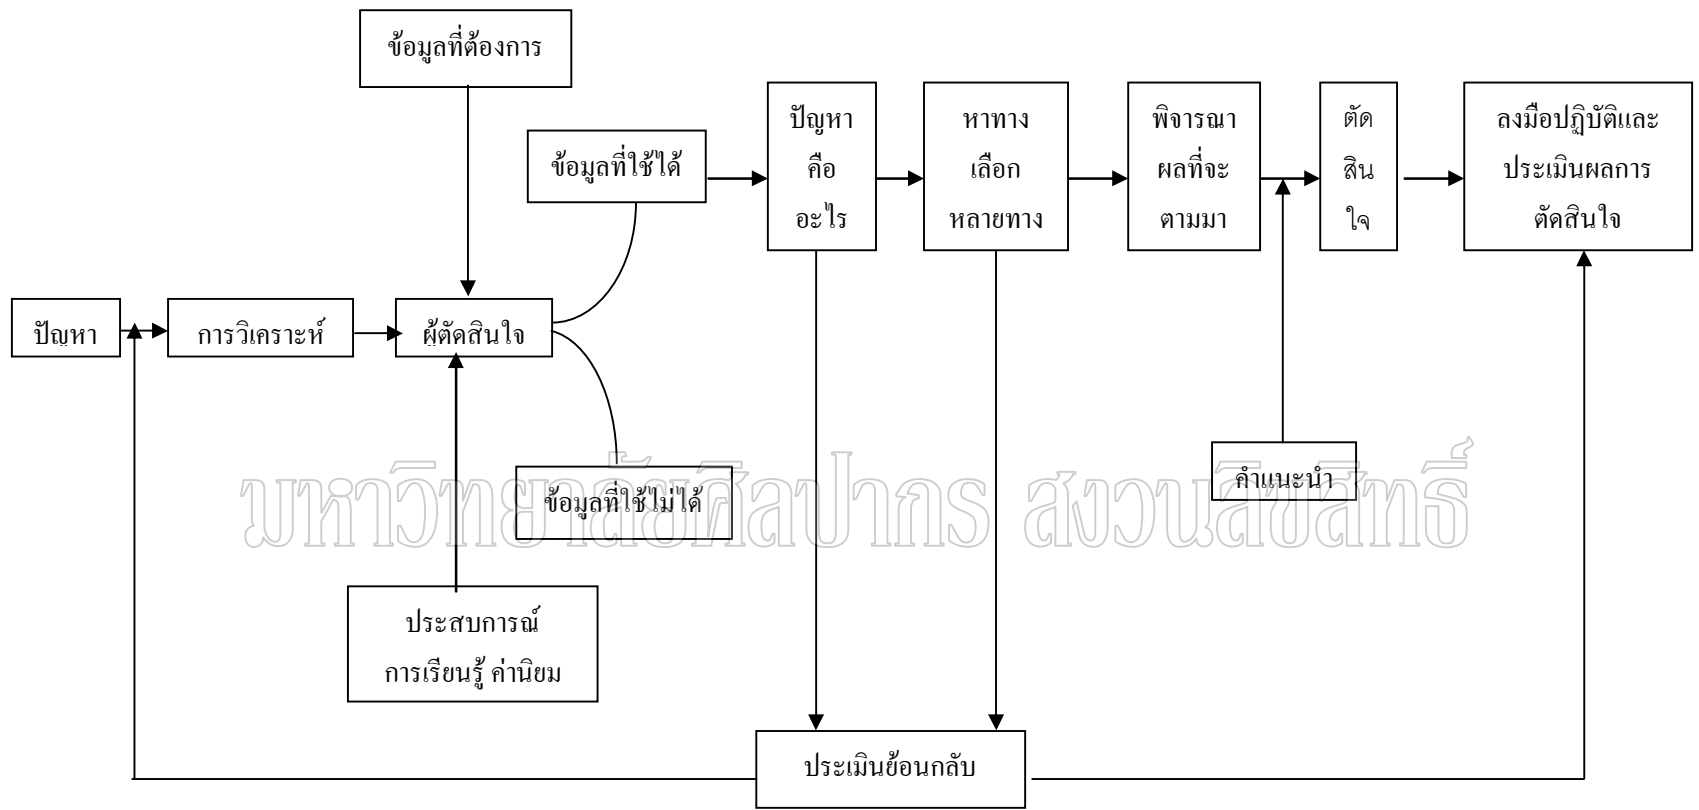 ข้อมูลที่ต้องการ
ข้อมูลที่ใช้ได้
ปัญหา
คือ
อะไร
หาทาง
เลือก
หลายทาง
พิจารณา
ผลที่จะ
ตามมา
ตัด
สิน
ใจ
ลงมือปฏิบัติและ
ประเมินผลการ
ตัดสินใจ
ปัญหา
การวิเคราะห์
ผู้ตัดสินใจ
ข้อมูลที่ใช้ไม่ได้
คำแนะนำ
มหาวิทยาลัยศิลปากร สงวนลิขสิทธิ์
ประสบการณ์
การเรียนรู้ ค่านิยม
ประเมินย้อนกลับ